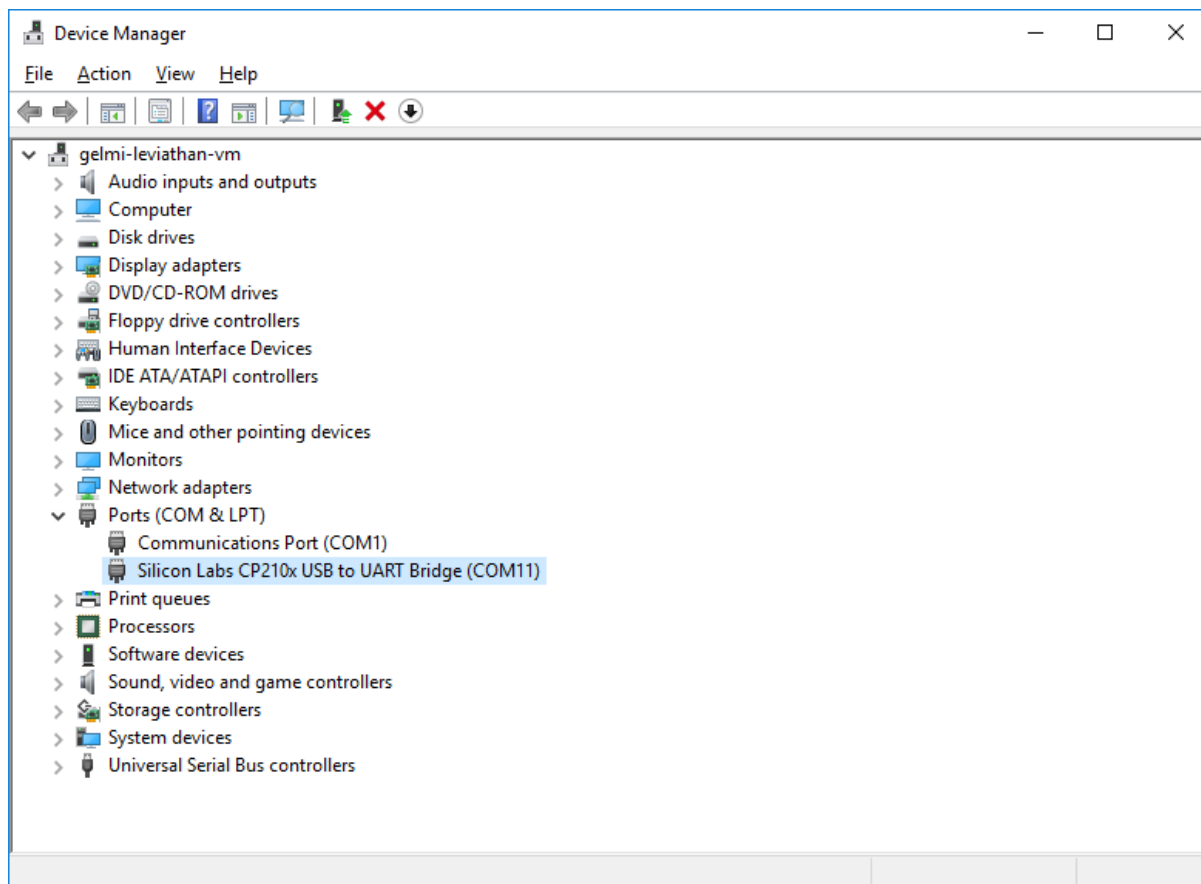 Device Manager
File Action View Help
gelmi-leviathan-vm
Audio inputs and outputs
Computer
Disk drives
Display adapters
DVD/CD-ROM drives
Floppy drive controllers
Human Interface Devices
IDE ATA/ATAPI controllers
Keyboards
Mice and other pointing devices
Monitors
Network adapters
Ports (COM & LPT)
Communications Port (COM1)
Silicon Labs CP210x USB to UART Bridge (COM11)
Print queues
Processors
Software devices
Sound, video and game controllers
Storage controllers
System devices
Universal Serial Bus controllers